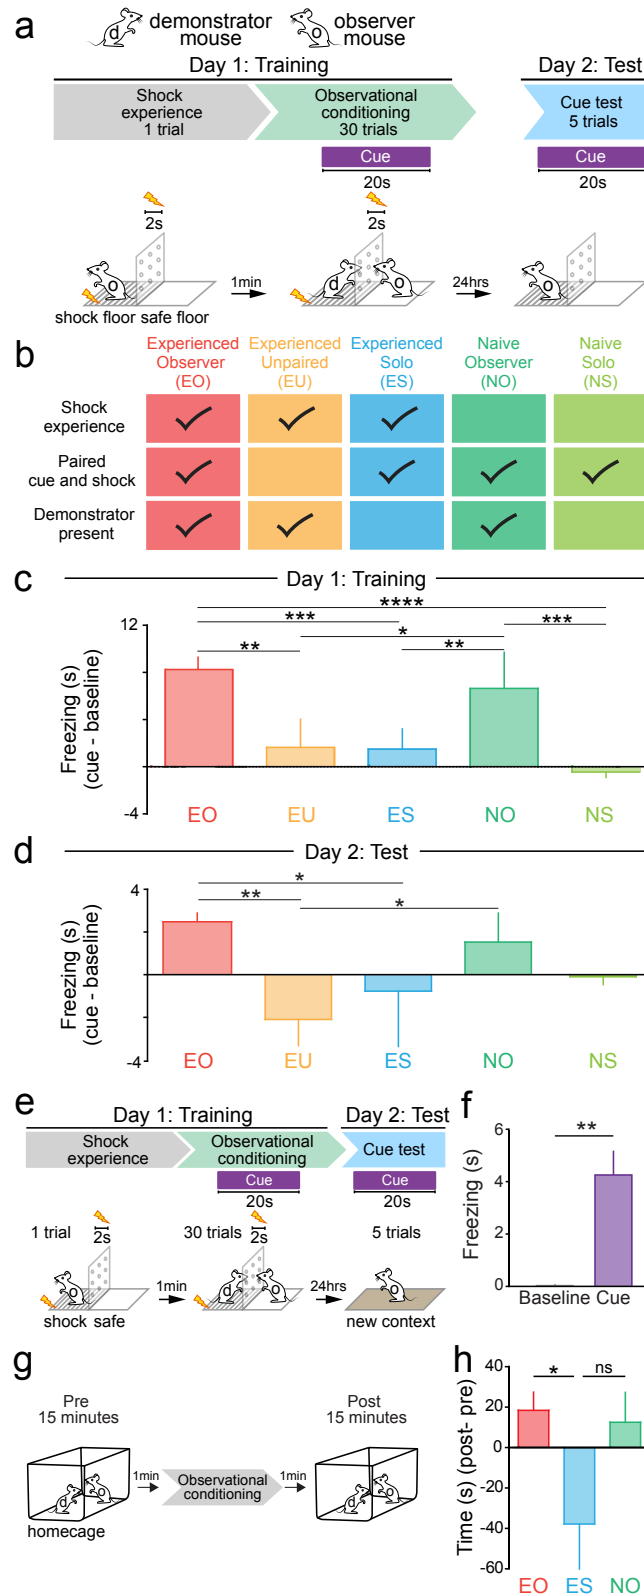 a
demonstrator
mouse
observer
mouse
d
o
Day 1: Training
Day 2: Test
Shock
experience
1 trial
Observational
conditioning
30 trials
Cue test
5 trials
Cue
20s
Cue
20s
2s
2s
o
d
o
o
1min
24hrs
shock floor safe floor
b
Experienced
Observer
(EO)
Experienced
Unpaired
(EU)
Experienced
Solo
(ES)
Naive
Observer
(NO)
Naive
Solo
(NS)
Shock
experience
Paired
cue and shock
Demonstrator
present
c
Day 1: Training
****
***
*
***
**
**
12
-4
Freezing (s)
(cue - baseline)
EO
EU
ES
NO
NS
d
Day 2: Test
*
**
*
4
-4
Freezing (s)
(cue - baseline)
EO
EU
ES
NO
NS
e
Day 1: Training
Day 2: Test
Shock
experience
Observational
conditioning
Cue test
Cue
20s
Cue
20s
1 trial
2s
30 trials
2s
5 trials
o
d
o
o
1min
24hrs
shock safe
new context
f
**
6
4
2
0
Freezing (s)
Baseline Cue
g
Pre
15 minutes
Post
15 minutes
d
o
1min
Observational
conditioning
1min
d
o
homecage
h
*
ns
40
20
0
-20
-40
-60
Time (s) (post- pre)
EO
ES
NO